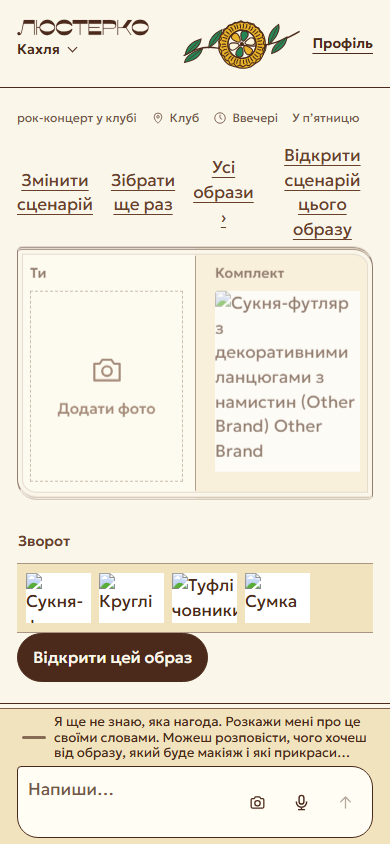 ЛЮСТЕРКО
Кахля
Профіль
рок-концерт у клубі Клуб Ввечері У п’ятницю
Змінити сценарій
Зібрати ще раз
Усі образи ›
Відкрити сценарій цього образу
Ти
Комплект
Додати фото
Сукня-футляр
з
декоративними
ланцюгами з
намистин (Other
Brand) Other
Brand
Зворот
Сукня-
Круглі
Туфлі
човники
Сумка
Відкрити цей образ
Я ще не знаю, яка нагода. Розкажи мені про це
своїми словами. Можеш розповісти, чого хочеш
від образу, який буде макіяж і які прикраси…
Напиши…